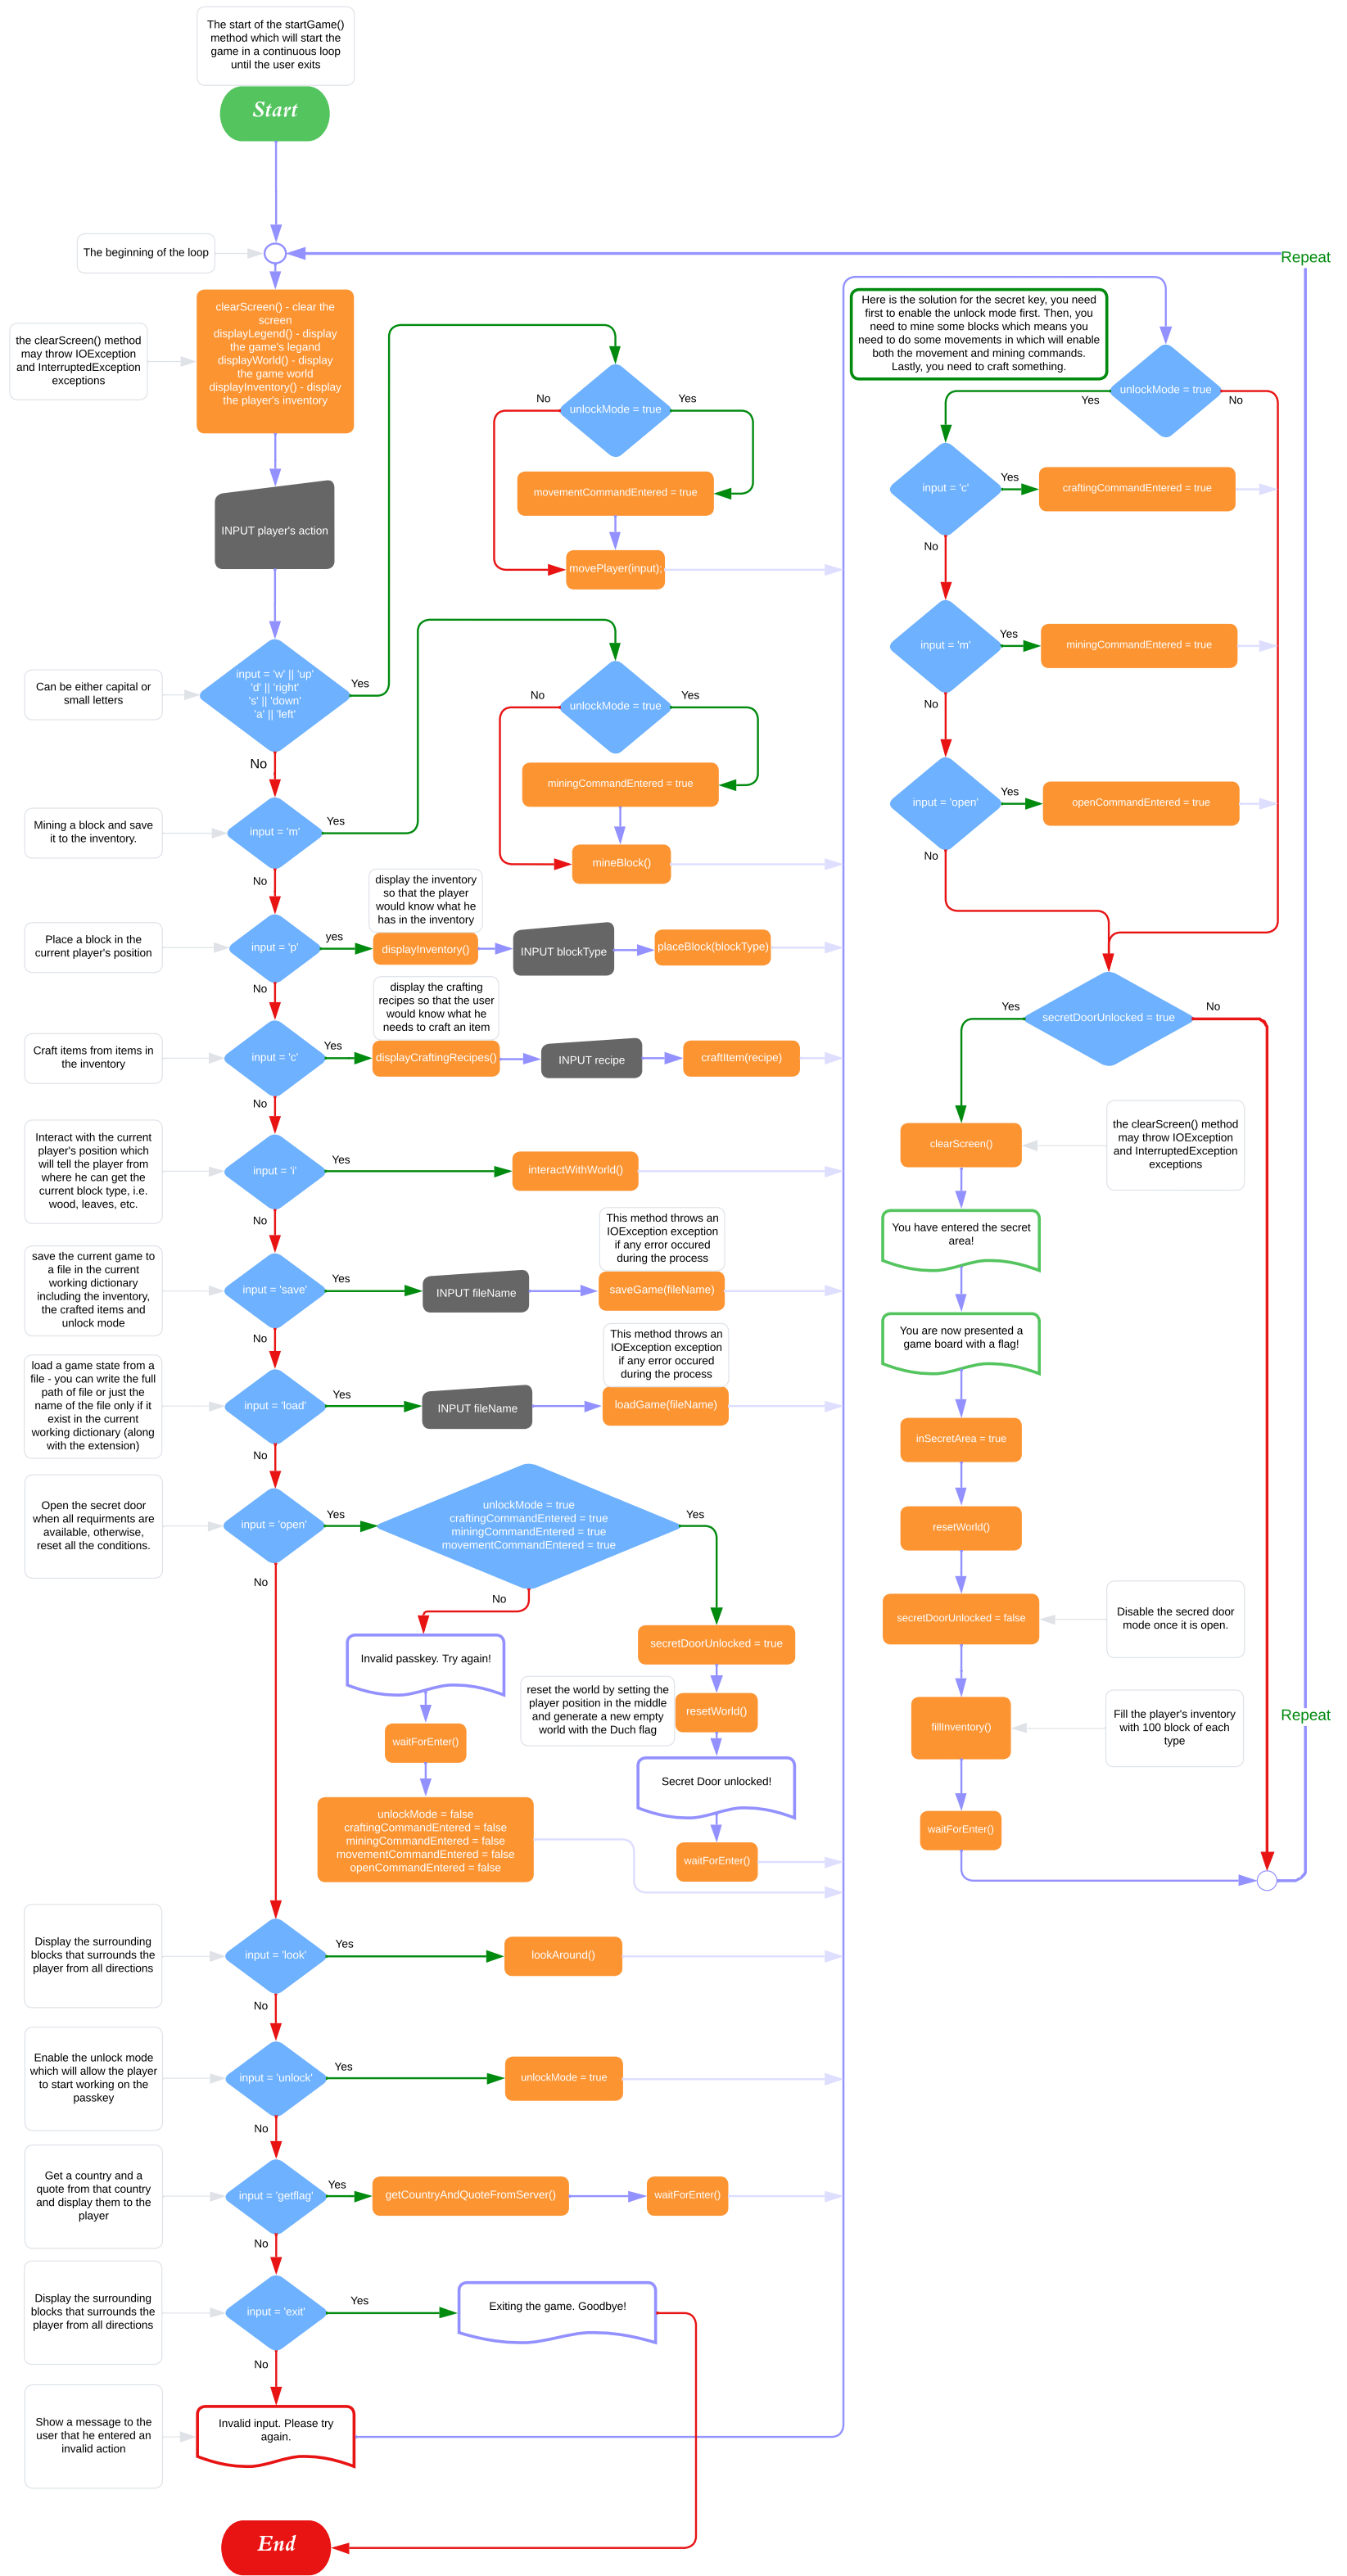 The start of the startGame()
method which will start the
game in a continuous loop
until the user exits
Start
The beginning of the loop
Repeat
clearScreen() - clear the
screen
displayLegend() - display
the game's legand
displayWorld() - display
the game world
displayInventory() - display
the player's inventory
the clearScreen() method
may throw IOException
and InterruptedException
exceptions
INPUT player's action
Can be either capital or
small letters
input = 'w' || 'up'
'd' || 'right'
's' || 'down'
'a' || 'left'
Yes
No
unlockMode = true
No
Yes
movementCommandEntered = true
movePlayer(input);
Mining a block and save
it to the inventory.
input = 'm'
Yes
No
unlockMode = true
No
Yes
miningCommandEntered = true
mineBlock()
Place a block in the
current player's position
input = 'p'
yes
No
display the inventory
so that the player
would know what he
has in the inventory
displayInventory()
INPUT blockType
placeBlock(blockType)
Craft items from items in
the inventory
input = 'c'
Yes
No
display the crafting
recipes so that the user
would know what he
needs to craft an item
displayCraftingRecipes()
INPUT recipe
craftItem(recipe)
Interact with the current
player's position which
will tell the player from
where he can get the
current block type, i.e.
wood, leaves, etc.
input = 'i'
Yes
No
interactWithWorld()
save the current game to
a file in the current
working dictionary
including the inventory,
the crafted items and
unlock mode
input = 'save'
Yes
No
INPUT fileName
This method throws an
IOException exception
if any error occured
during the process
saveGame(fileName)
load a game state from a
file - you can write the full
path of file or just the
name of the file only if it
exist in the current
working dictionary (along
with the extension)
input = 'load'
Yes
No
INPUT fileName
This method throws an
IOException exception
if any error occured
during the process
loadGame(fileName)
Open the secret door
when all requirments are
available, otherwise,
reset all the conditions.
input = 'open'
Yes
No
unlockMode = true
craftingCommandEntered = true
miningCommandEntered = true
movementCommandEntered = true
Yes
No
Invalid passkey. Try again!
waitForEnter()
unlockMode = false
craftingCommandEntered = false
miningCommandEntered = false
movementCommandEntered = false
openCommandEntered = false
secretDoorUnlocked = true
reset the world by setting the
player position in the middle
and generate a new empty
world with the Duch flag
resetWorld()
Secret Door unlocked!
waitForEnter()
Display the surrounding
blocks that surrounds the
player from all directions
input = 'look'
Yes
No
lookAround()
Enable the unlock mode
which will allow the player
to start working on the
passkey
input = 'unlock'
Yes
No
unlockMode = true
Get a country and a
quote from that country
and display them to the
player
input = 'getflag'
Yes
No
getCountryAndQuoteFromServer()
waitForEnter()
Display the surrounding
blocks that surrounds the
player from all directions
input = 'exit'
Yes
No
Exiting the game. Goodbye!
Show a message to the
user that he entered an
invalid action
Invalid input. Please try
again.
End
Here is the solution for the secret key, you need
first to enable the unlock mode first. Then, you
need to mine some blocks which means you
need to do some movements in which will enable
both the movement and mining commands.
Lastly, you need to craft something.
unlockMode = true
Yes
No
input = 'c'
Yes
craftingCommandEntered = true
No
input = 'm'
Yes
miningCommandEntered = true
No
input = 'open'
Yes
openCommandEntered = true
No
secretDoorUnlocked = true
Yes
No
clearScreen()
the clearScreen() method
may throw IOException
and InterruptedException
exceptions
You have entered the secret
area!
You are now presented a
game board with a flag!
inSecretArea = true
resetWorld()
secretDoorUnlocked = false
Disable the secred door
mode once it is open.
fillInventory()
Fill the player's inventory
with 100 block of each
type
Repeat
waitForEnter()